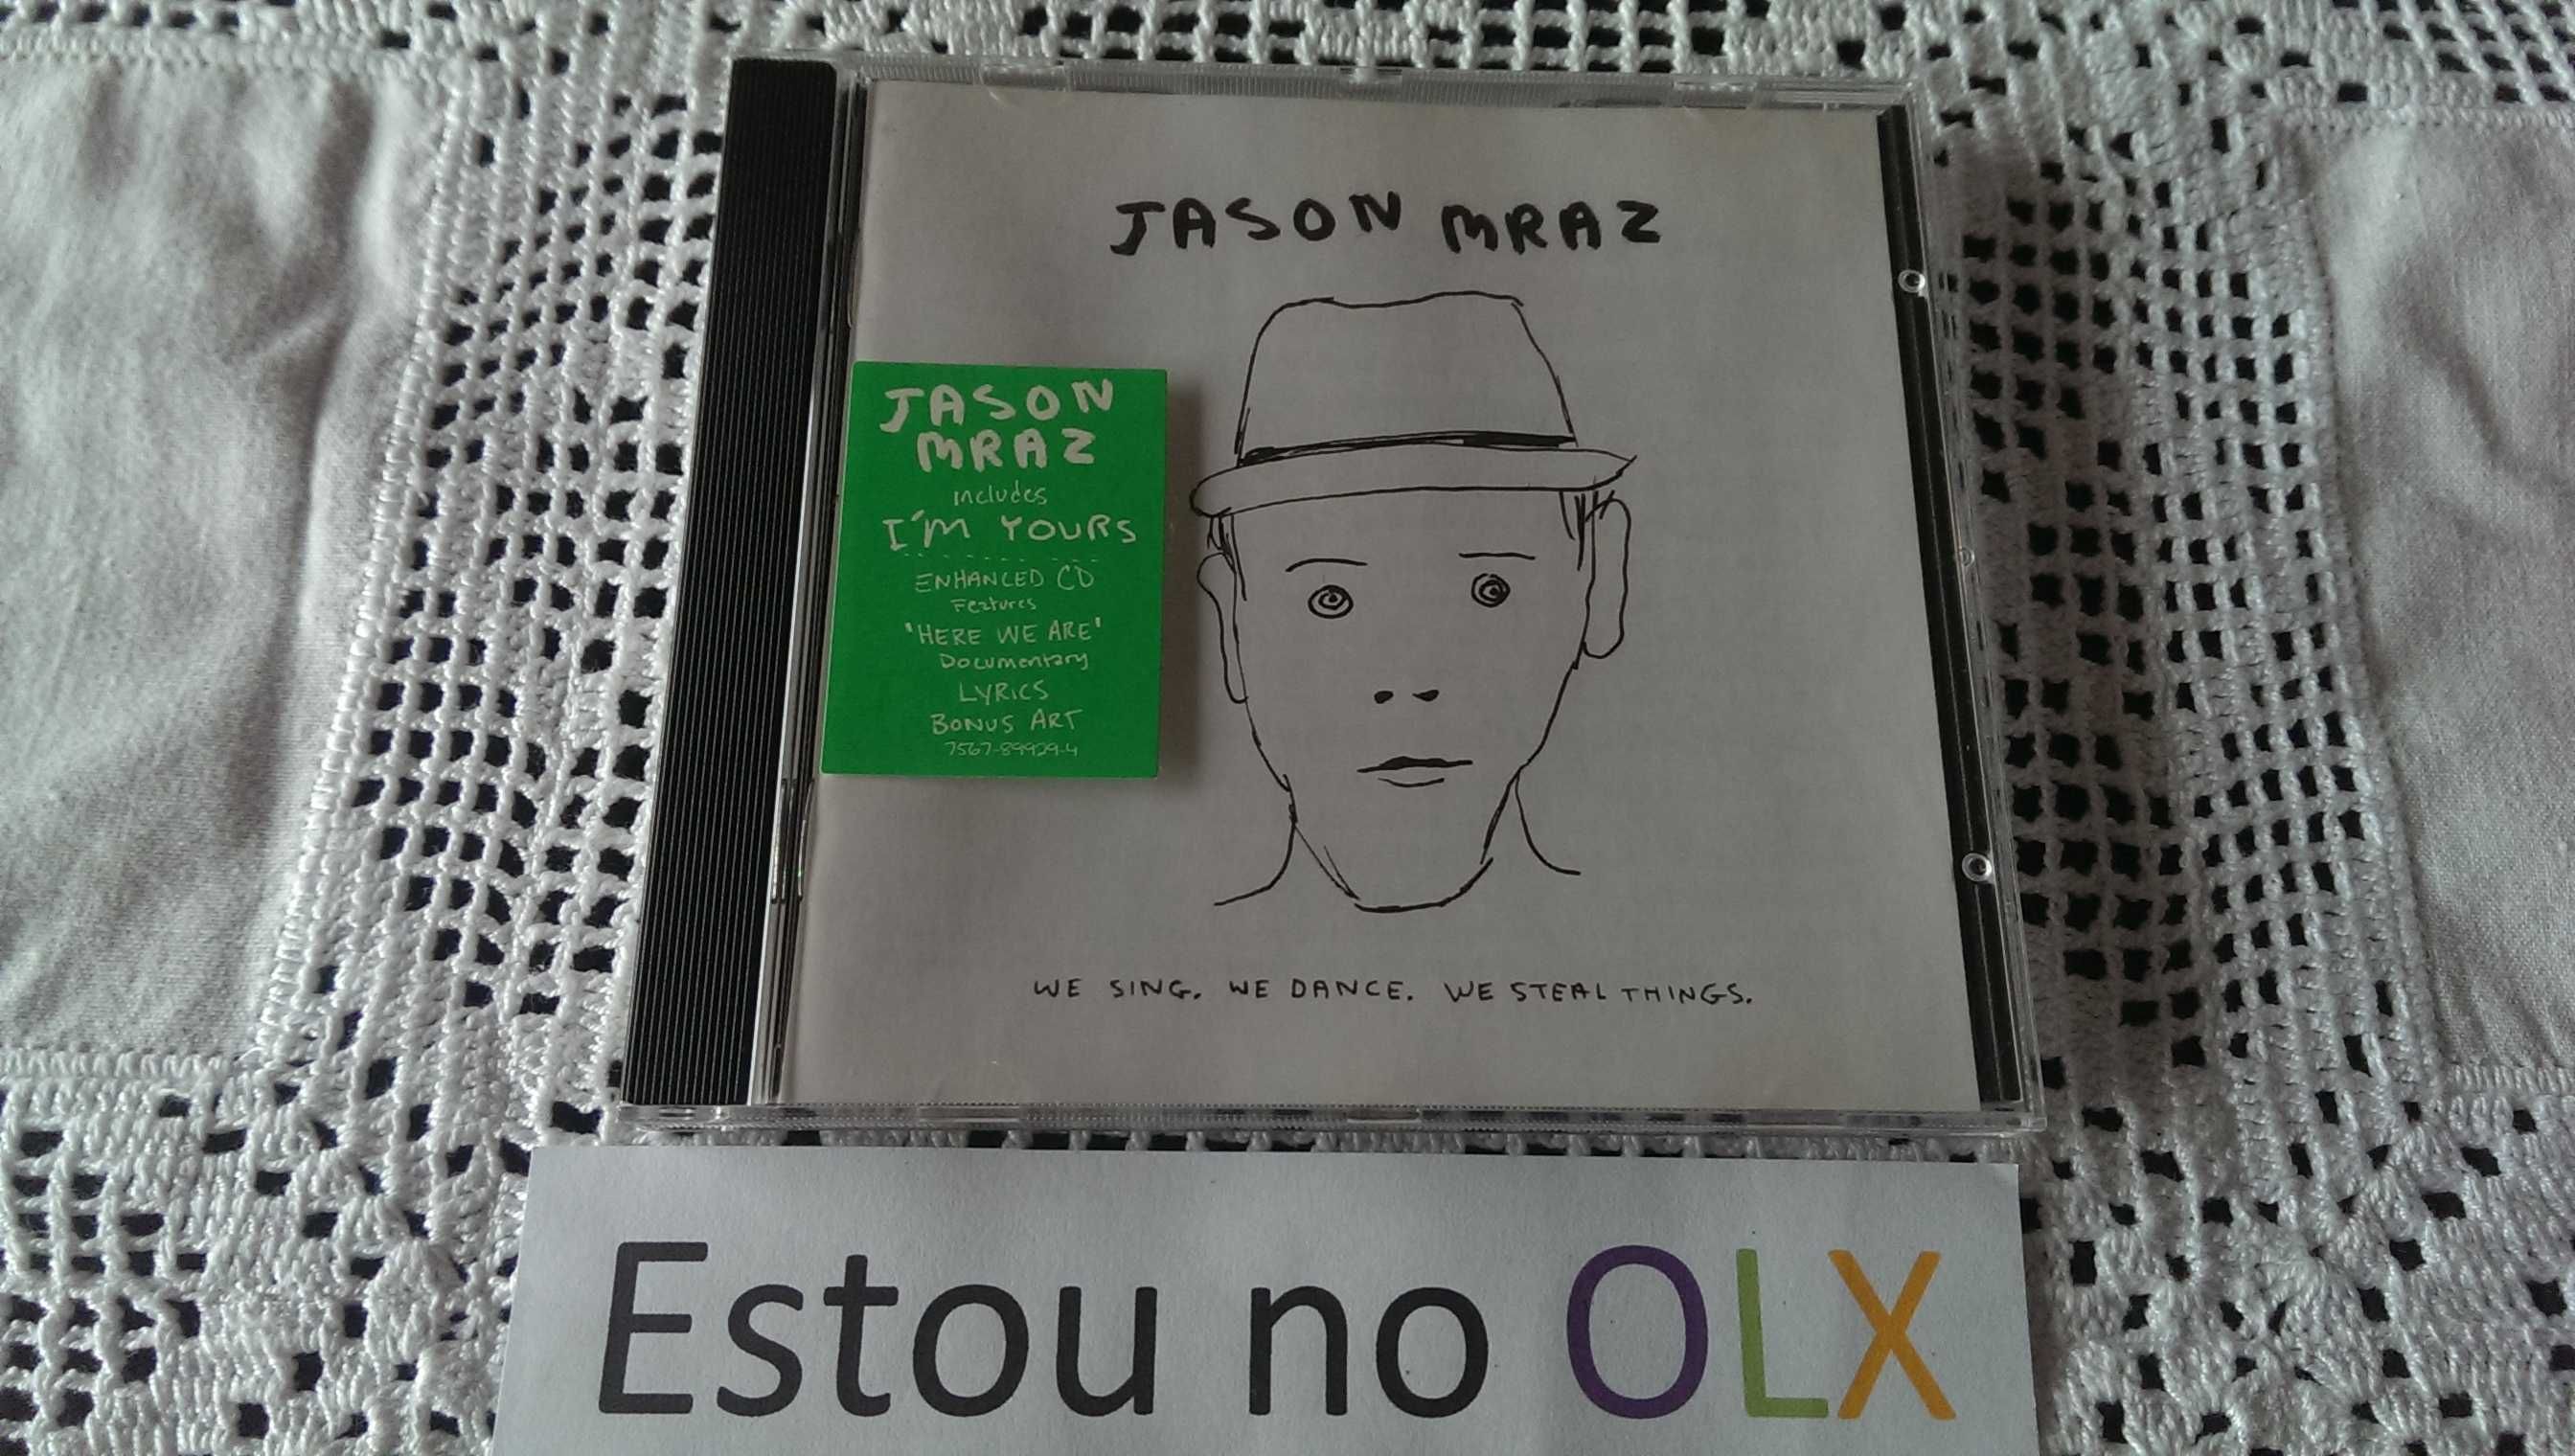 JASON MRAZ
JASON
MRAZ
includes
I'M YOURS
ENHANCED CD
Features
'HERE WE ARE'
Documentary
LYRICS
BONUS ART
7567-89929-4
WE SING. WE DANCE. WE STEAL THINGS.
Estou no OLX